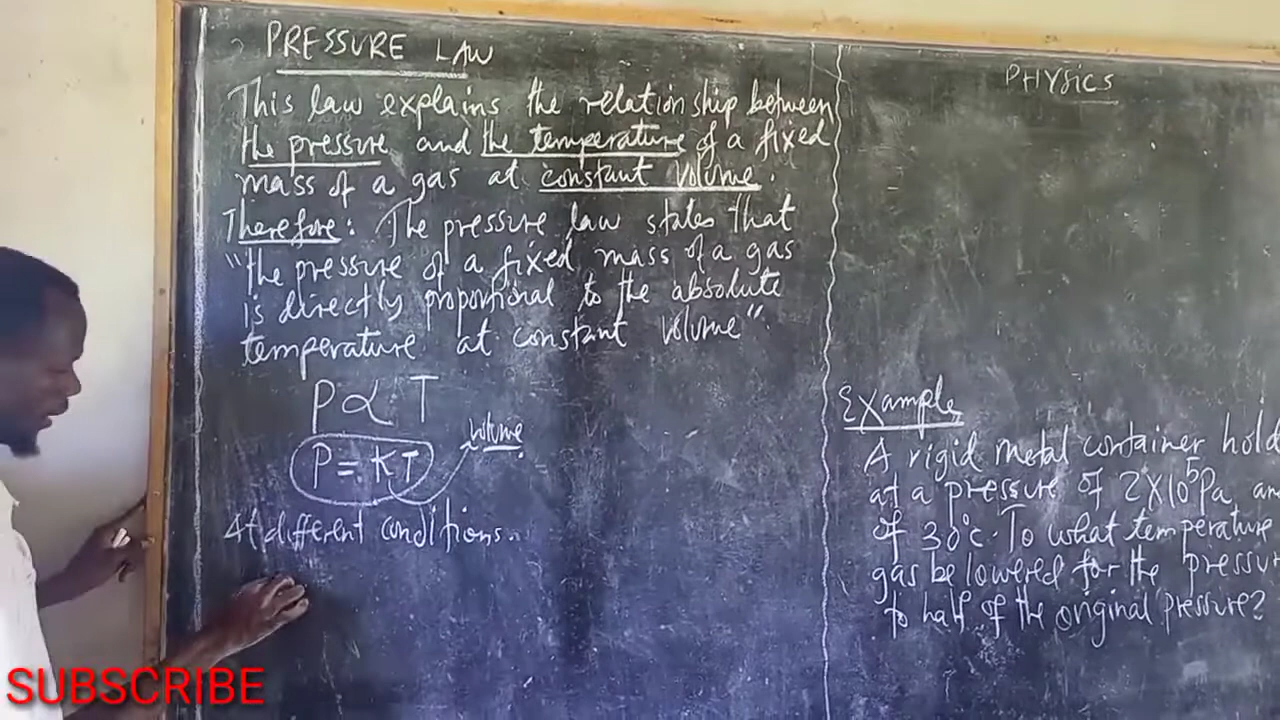 PRESSURE LAW
This law explains the relationship between
the pressure and the temperature of a fixed
mass of a gas at constant volume.
Therefore: The pressure law states that
"the pressure of a fixed mass of a gas
is directly proportional to the absolute
temperature at constant volume".
P ∝ T
volume
P = KT
At different conditions.
PHYSICS
Example
A rigid metal container hold
at a pressure of 2X10⁵Pa, an
of 30°C. To what temperature
gas be lowered for the pressur
to half of the original pressure?
SUBSCRIBE